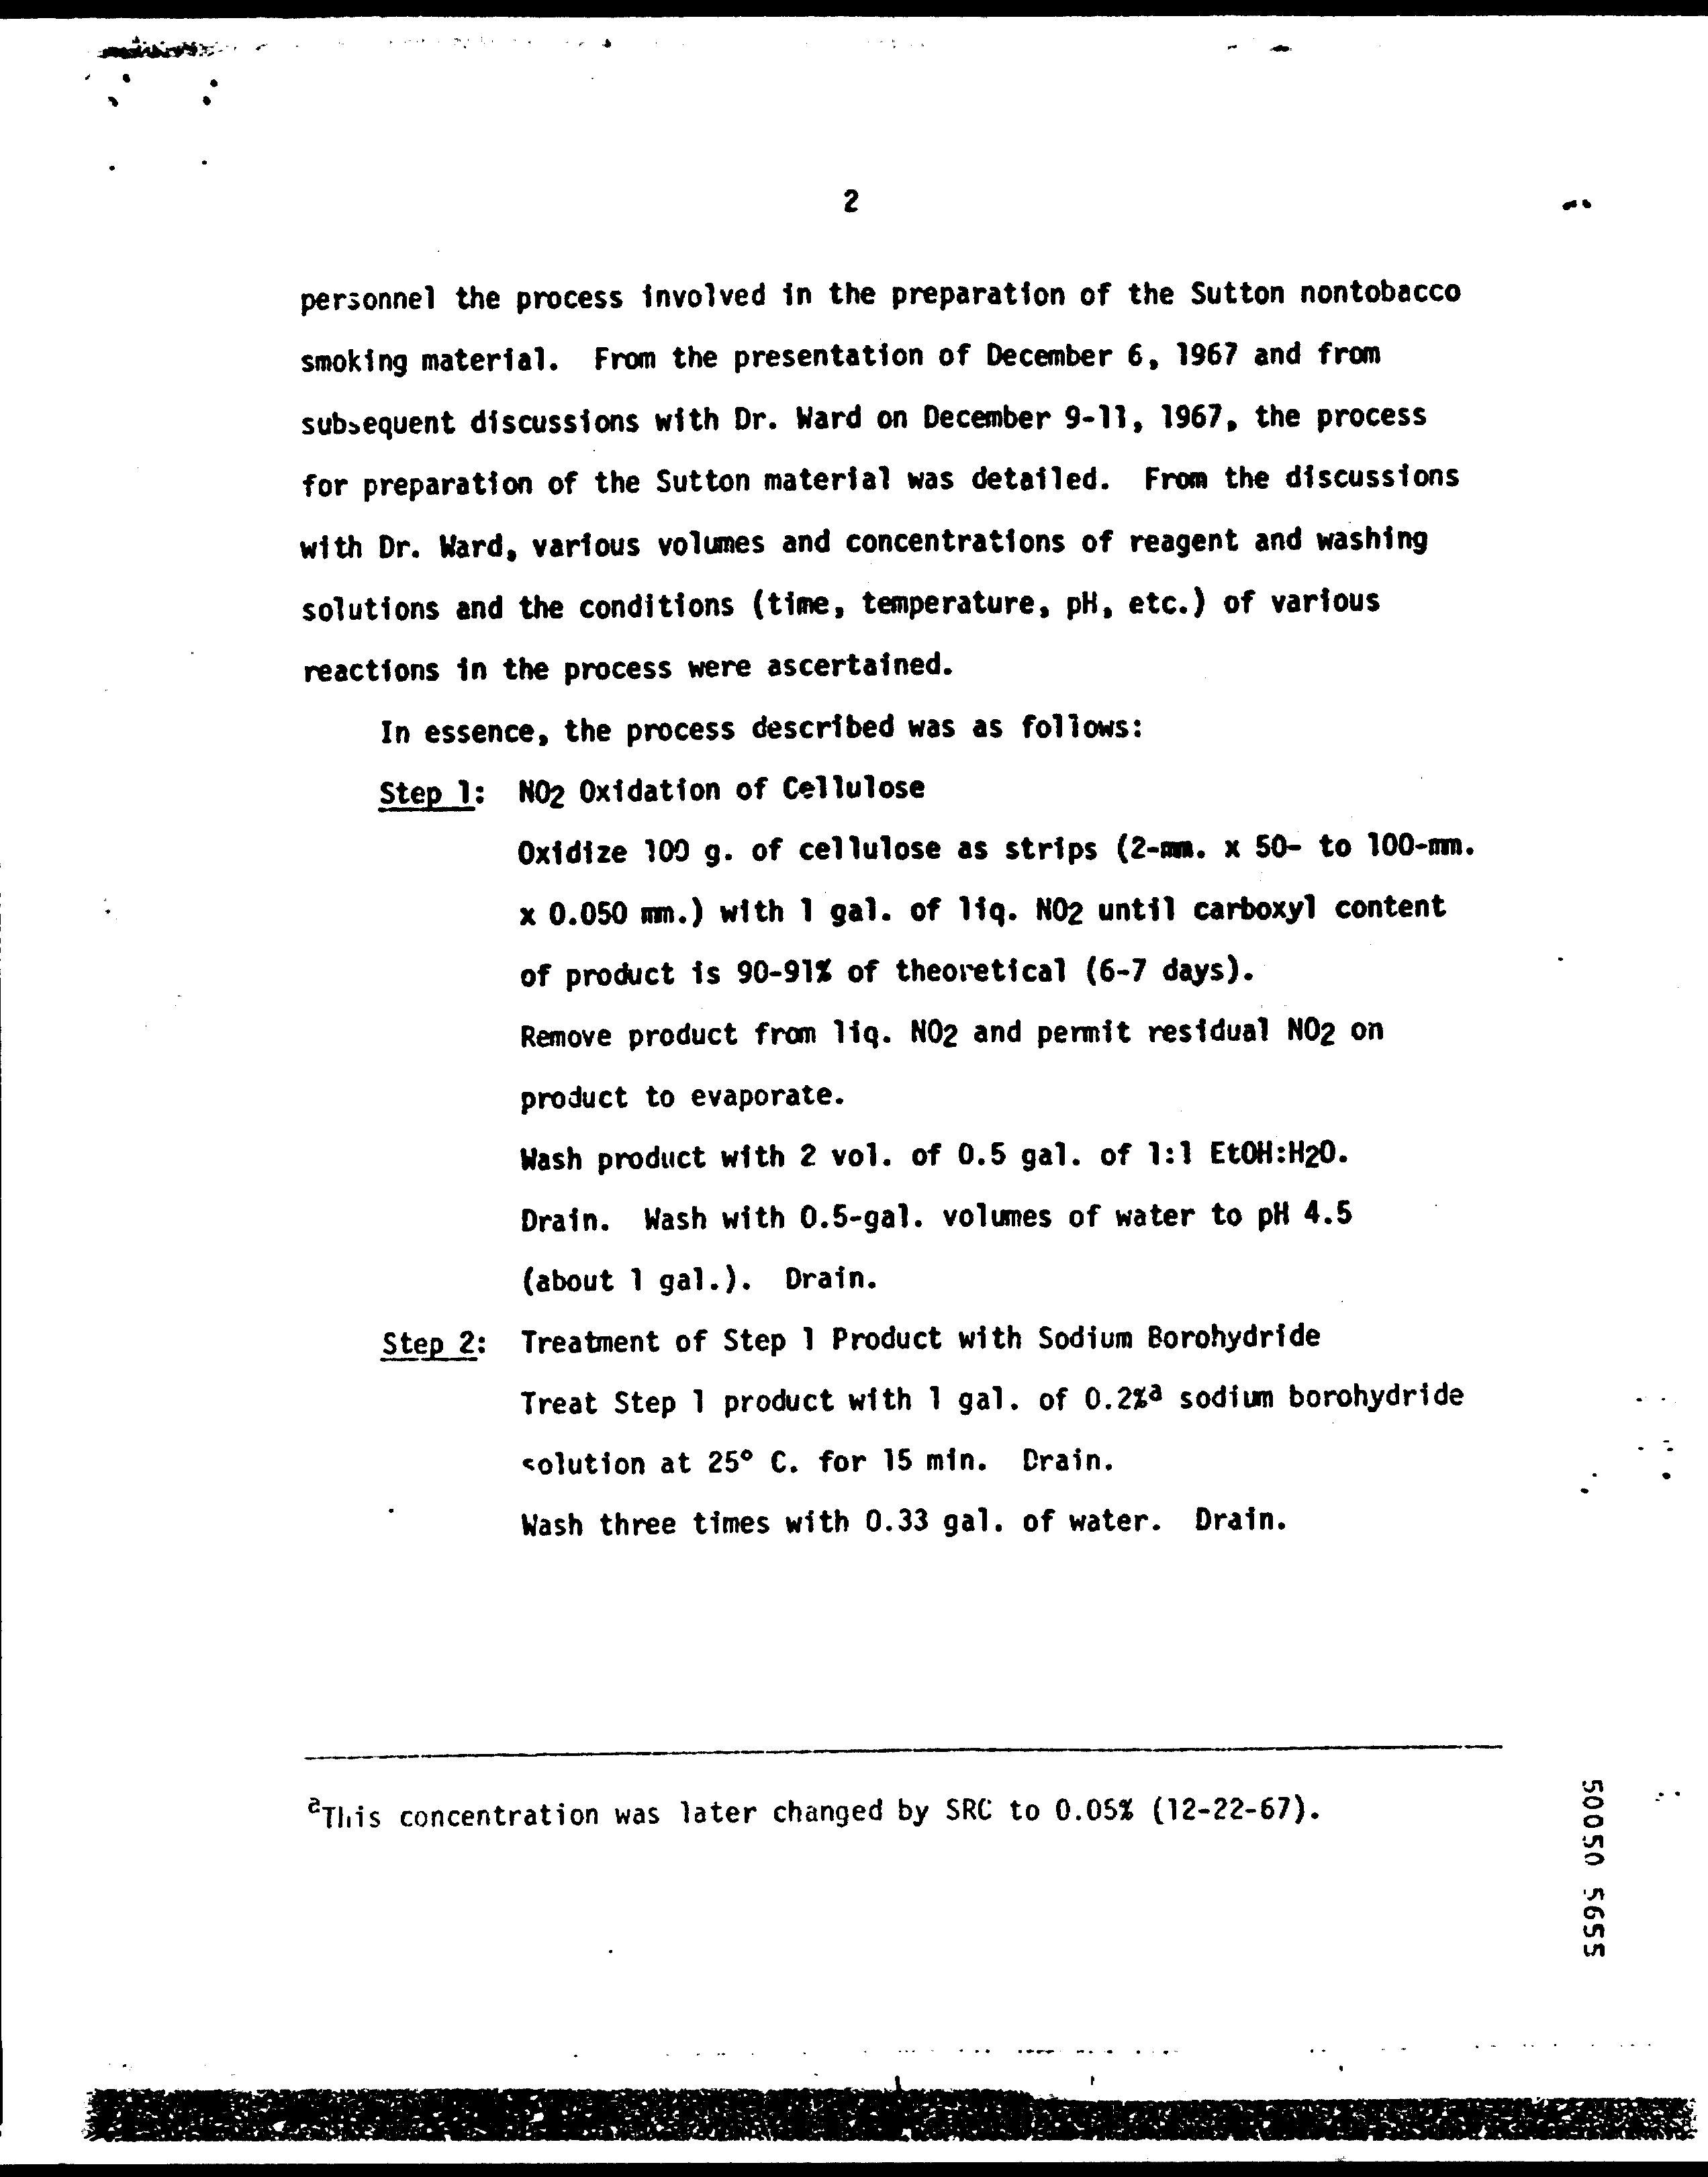 2
personnel the process involved in the preparation of the Sutton nontobacco
smoking material. From the presentation of December 6, 1967 and from
subsequent discussions with Dr. Ward on December 9-11, 1967, the process
for preparation of the Sutton material was detailed. From the discussions
with Dr. Ward, various volumes and concentrations of reagent and washing
solutions and the conditions (time, temperature, pH, etc.) of various
reactions in the process were ascertained.
In essence, the process described was as follows:
Step 1: NO2 Oxidation of Cellulose
Oxidize 100 g. of cellulose as strips (2-mm. x 50- to 100-mm.
x 0.050 mm.) with 1 gal. of liq. NO2 until carboxyl content
of product is 90-91% of theoretical (6-7 days).
Remove product from liq. NO2 and permit residual NO2 on
product to evaporate.
Wash product with 2 vol. of 0.5 gal. of 1:1 EtOH:H2O.
Drain. Wash with 0.5-gal. volumes of water to pH 4.5
(about 1 gal.). Drain.
Step 2: Treatment of Step 1 Product with Sodium Borohydride
Treat Step 1 product with 1 gal. of 0.2%a sodium borohydride
solution at 25° C. for 15 min. Drain.
Wash three times with 0.33 gal. of water. Drain.
aThis concentration was later changed by SRC to 0.05% (12-22-67).
50050 5655